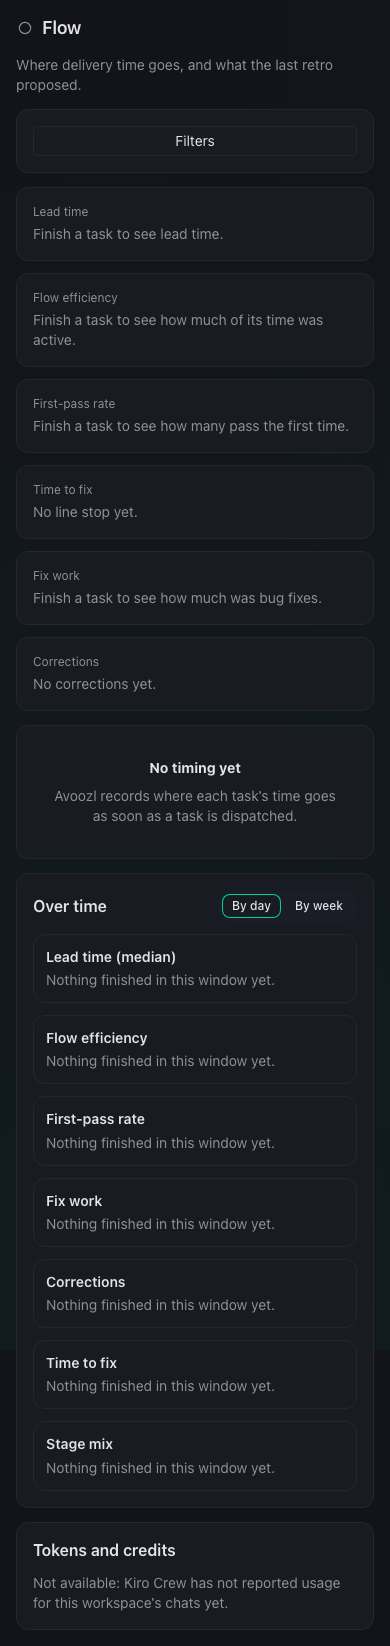 Flow
Where delivery time goes, and what the last retro
proposed.
Filters
Lead time
Finish a task to see lead time.
Flow efficiency
Finish a task to see how much of its time was
active.
First-pass rate
Finish a task to see how many pass the first time.
Time to fix
No line stop yet.
Fix work
Finish a task to see how much was bug fixes.
Corrections
No corrections yet.
No timing yet
Avoozl records where each task's time goes
as soon as a task is dispatched.
Over time
By day
By week
Lead time (median)
Nothing finished in this window yet.
Flow efficiency
Nothing finished in this window yet.
First-pass rate
Nothing finished in this window yet.
Fix work
Nothing finished in this window yet.
Corrections
Nothing finished in this window yet.
Time to fix
Nothing finished in this window yet.
Stage mix
Nothing finished in this window yet.
Tokens and credits
Not available: Kiro Crew has not reported usage
for this workspace's chats yet.